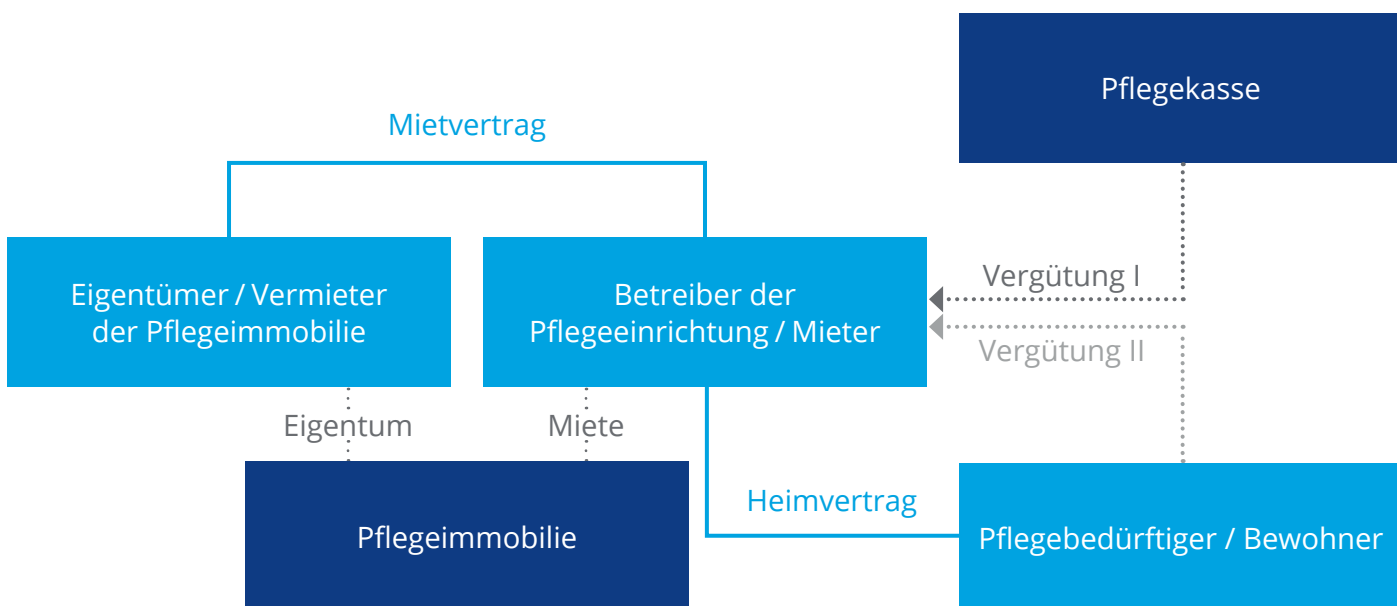 Pflegekasse
Mietvertrag
Eigentümer / Vermieter
der Pflegeimmobilie
Betreiber der
Pflegeeinrichtung / Mieter
Vergütung I
Vergütung II
Eigentum
Miete
Heimvertrag
Pflegeimmobilie
Pflegebedürftiger / Bewohner